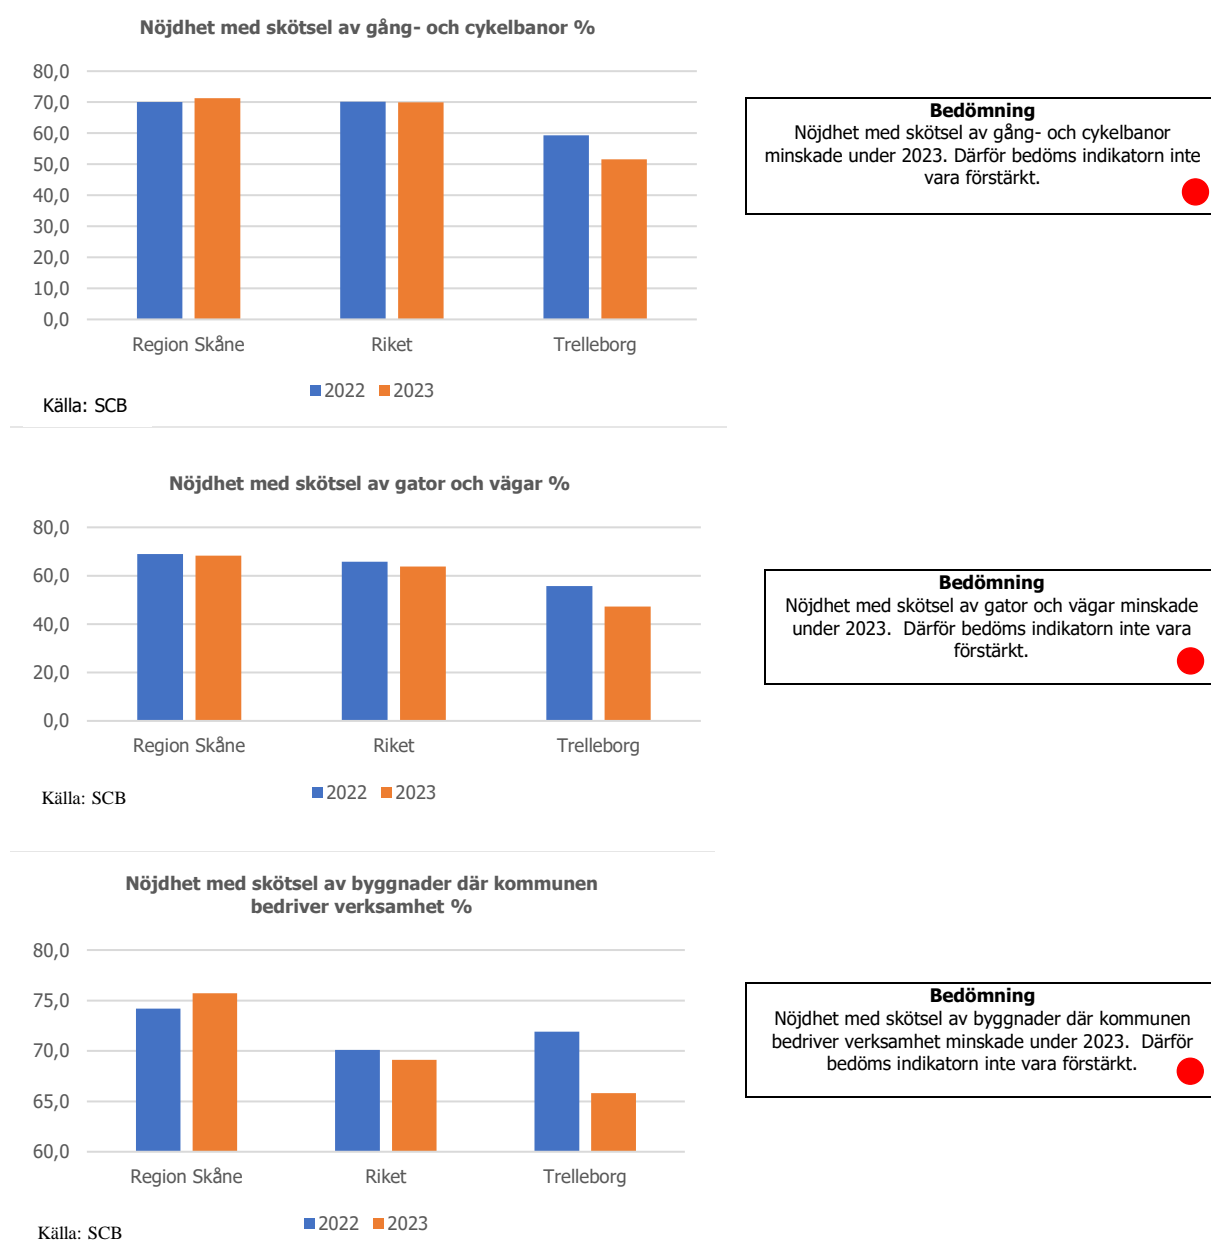 Nöjdhet med skötsel av gång- och cykelbanor %
80,0
70,0
60,0
50,0
40,0
30,0
20,0
10,0
0,0
Region Skåne Riket Trelleborg
2022 2023
Källa: SCB
Bedömning
Nöjdhet med skötsel av gång- och cykelbanor
minskade under 2023. Därför bedöms indikatorn inte
vara förstärkt.
Nöjdhet med skötsel av gator och vägar %
80,0
60,0
40,0
20,0
0,0
Region Skåne Riket Trelleborg
2022 2023
Källa: SCB
Bedömning
Nöjdhet med skötsel av gator och vägar minskade
under 2023.  Därför bedöms indikatorn inte vara
förstärkt.
Nöjdhet med skötsel av byggnader där kommunen
bedriver verksamhet %
80,0
75,0
70,0
65,0
60,0
Region Skåne Riket Trelleborg
2022 2023
Källa: SCB
Bedömning
Nöjdhet med skötsel av byggnader där kommunen
bedriver verksamhet minskade under 2023.  Därför
bedöms indikatorn inte vara förstärkt.